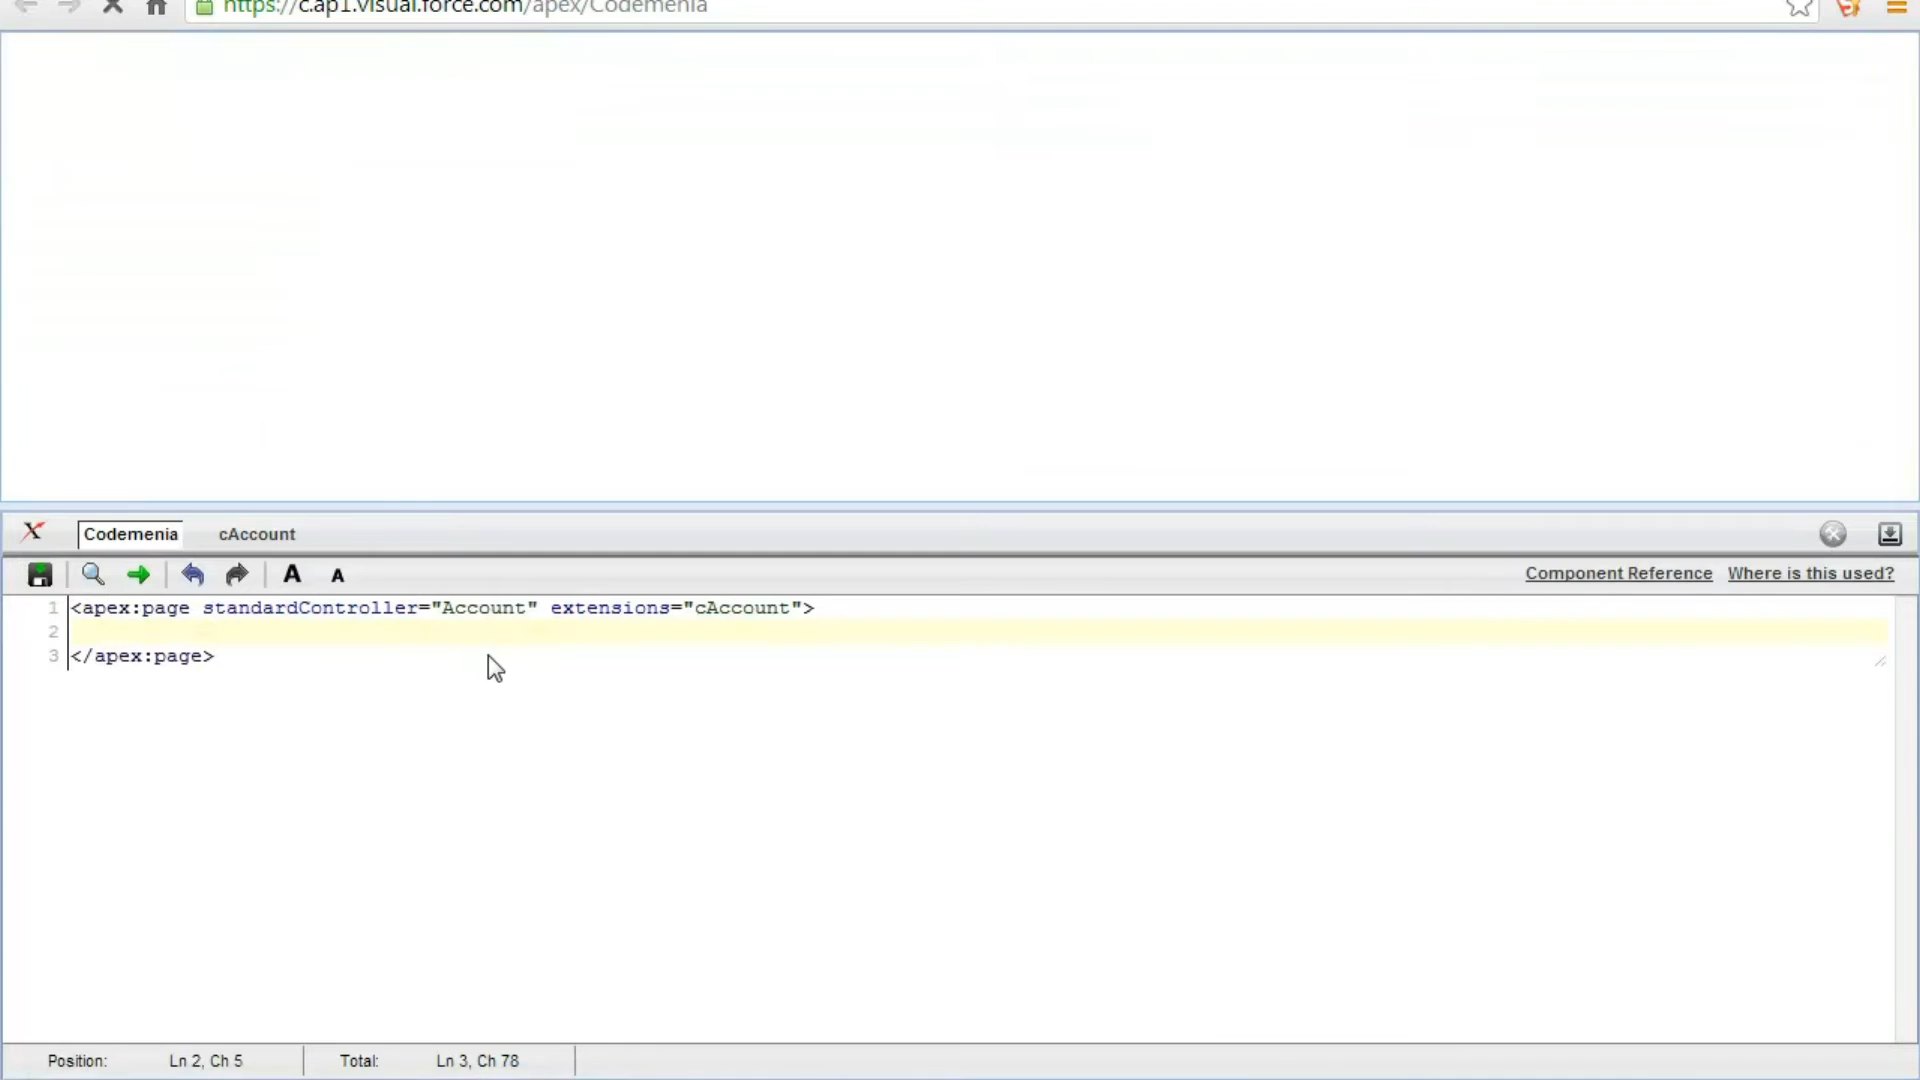 https://c.ap1.visual.force.com/apex/Codemenia
Codemenia cAccount
A A Component Reference Where is this used?
1 <apex:page standardController="Account" extensions="cAccount">
2
3 </apex:page>
Position: Ln 2, Ch 5 Total: Ln 3, Ch 78